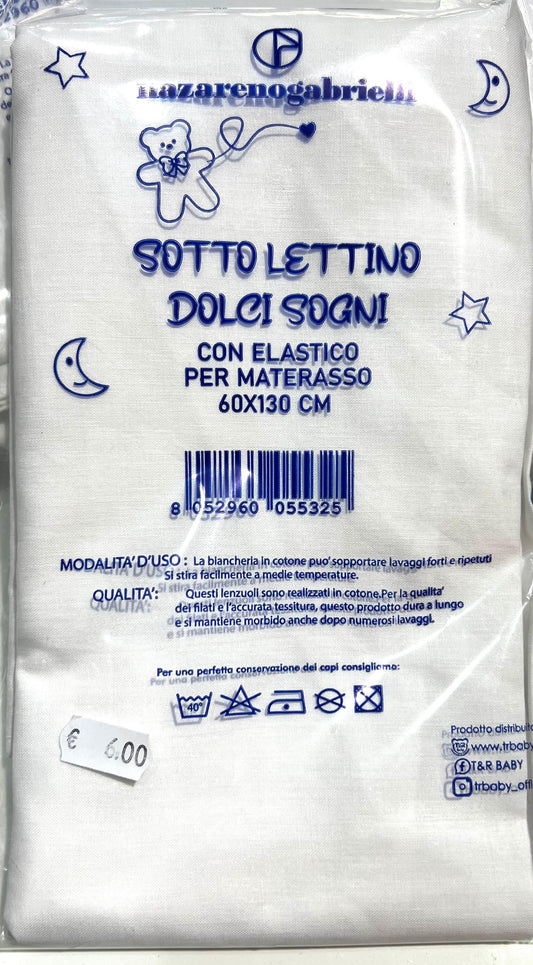 nazarenogabrielli
SOTTO LETTINO
DOLCI SOGNI
CON ELASTICO
PER MATERASSO
60X130 CM
8 052960 055325
MODALITA'D'USO : La biancheria in cotone puo' sopportare lavaggi forti e ripetuti
Si stira facilmente a medie temperature.
QUALITA': Questi lenzuoli sono realizzati in cotone.Per la qualita'
dei filati e l'accurata tessitura, questo prodotto dura a lungo
e si mantiene morbido anche dopo numerosi lavaggi.
Per una perfetta conservazione dei capi consigliamo:
40°
€ 6.00
Prodotto
www.trbaby
T&R BABY
trbaby_offi